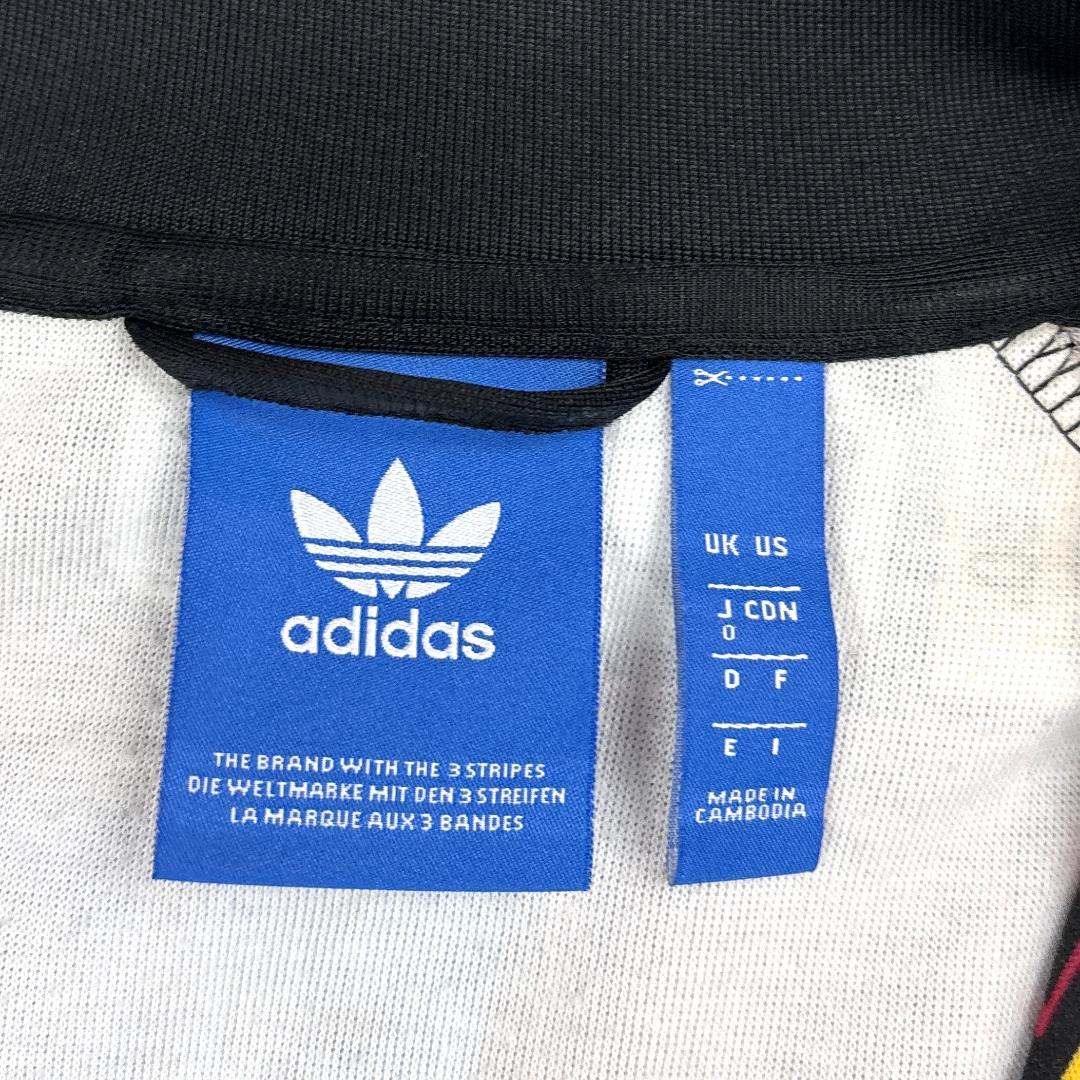 adidas
THE BRAND WITH THE 3 STRIPES
DIE WELTMARKE MIT DEN 3 STREIFEN
LA MARQUE AUX 3 BANDES
UK US
J CDN
O
D F
E I
MADE IN
CAMBODIA